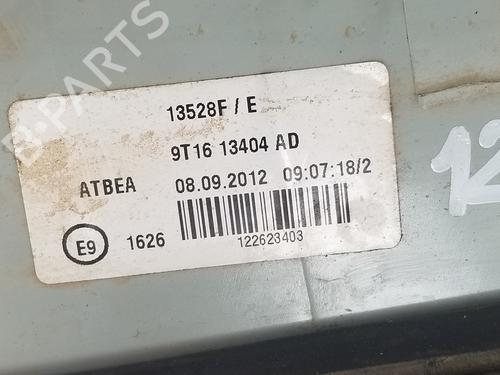 13528F / E
9T16 13404 AD
ATBEA 08.09.2012 09:07:18/2
E9 1626
122623403
B-PARTS
12